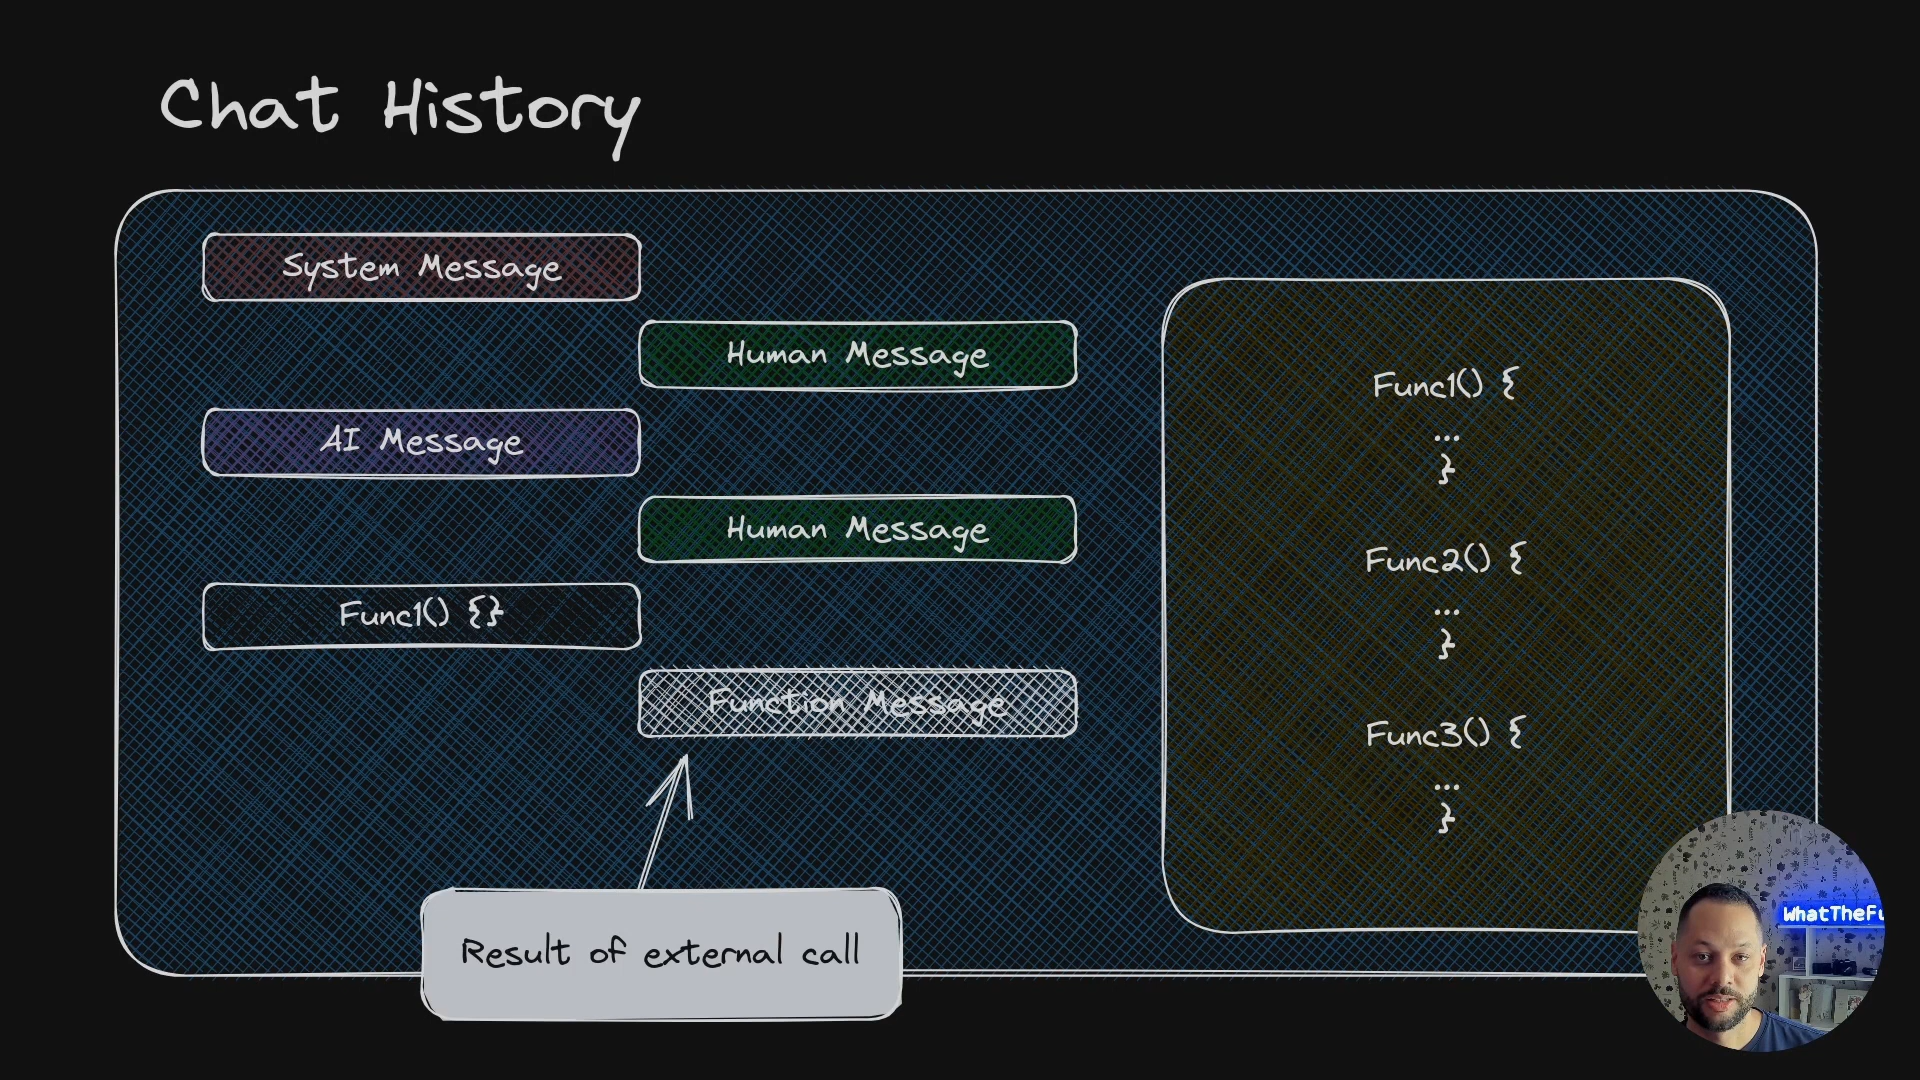 Chat History
System Message
Human Message
AI Message
Human Message
Func1() {}
Function Message
Result of external call
Func1() {
...
}
Func2() {
...
}
Func3() {
...
}
WhatTheFu